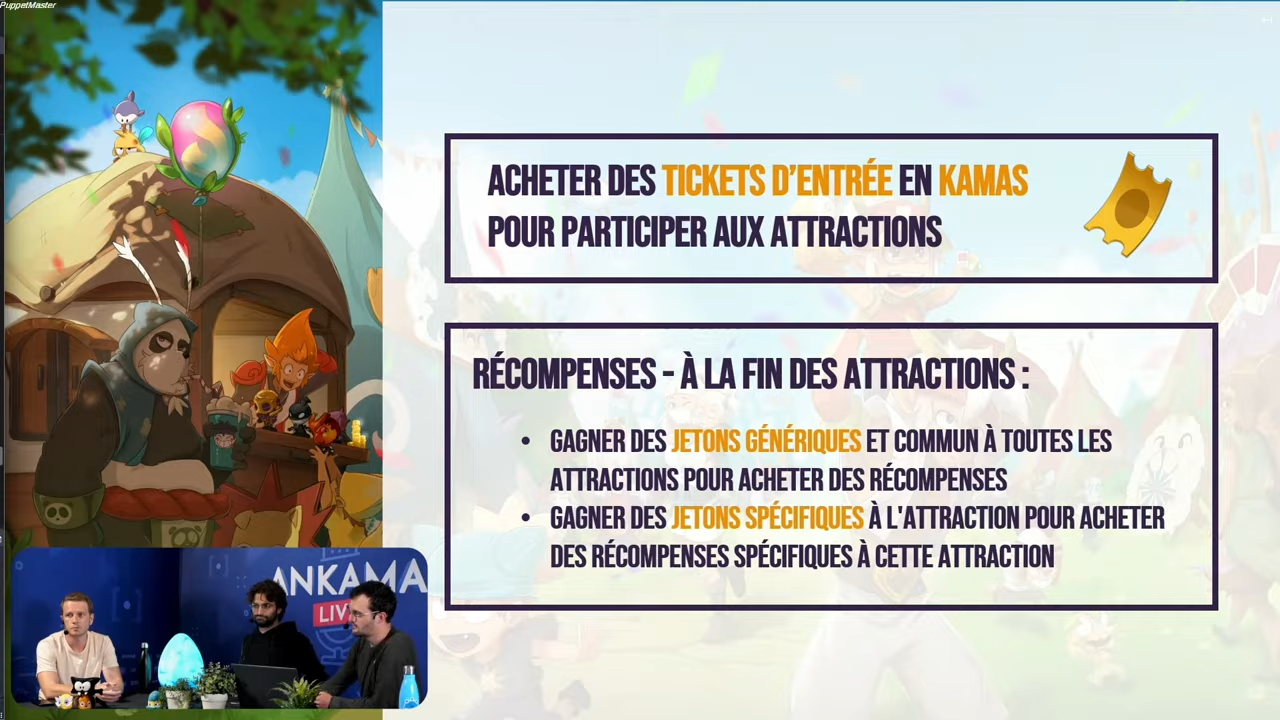 PuppetMaster
ACHETER DES TICKETS D'ENTRÉE EN KAMAS
POUR PARTICIPER AUX ATTRACTIONS
RÉCOMPENSES - À LA FIN DES ATTRACTIONS :
• GAGNER DES JETONS GÉNÉRIQUES ET COMMUN À TOUTES LES
ATTRACTIONS POUR ACHETER DES RÉCOMPENSES
• GAGNER DES JETONS SPÉCIFIQUES À L'ATTRACTION POUR ACHETER
DES RÉCOMPENSES SPÉCIFIQUES À CETTE ATTRACTION
ANKAMA